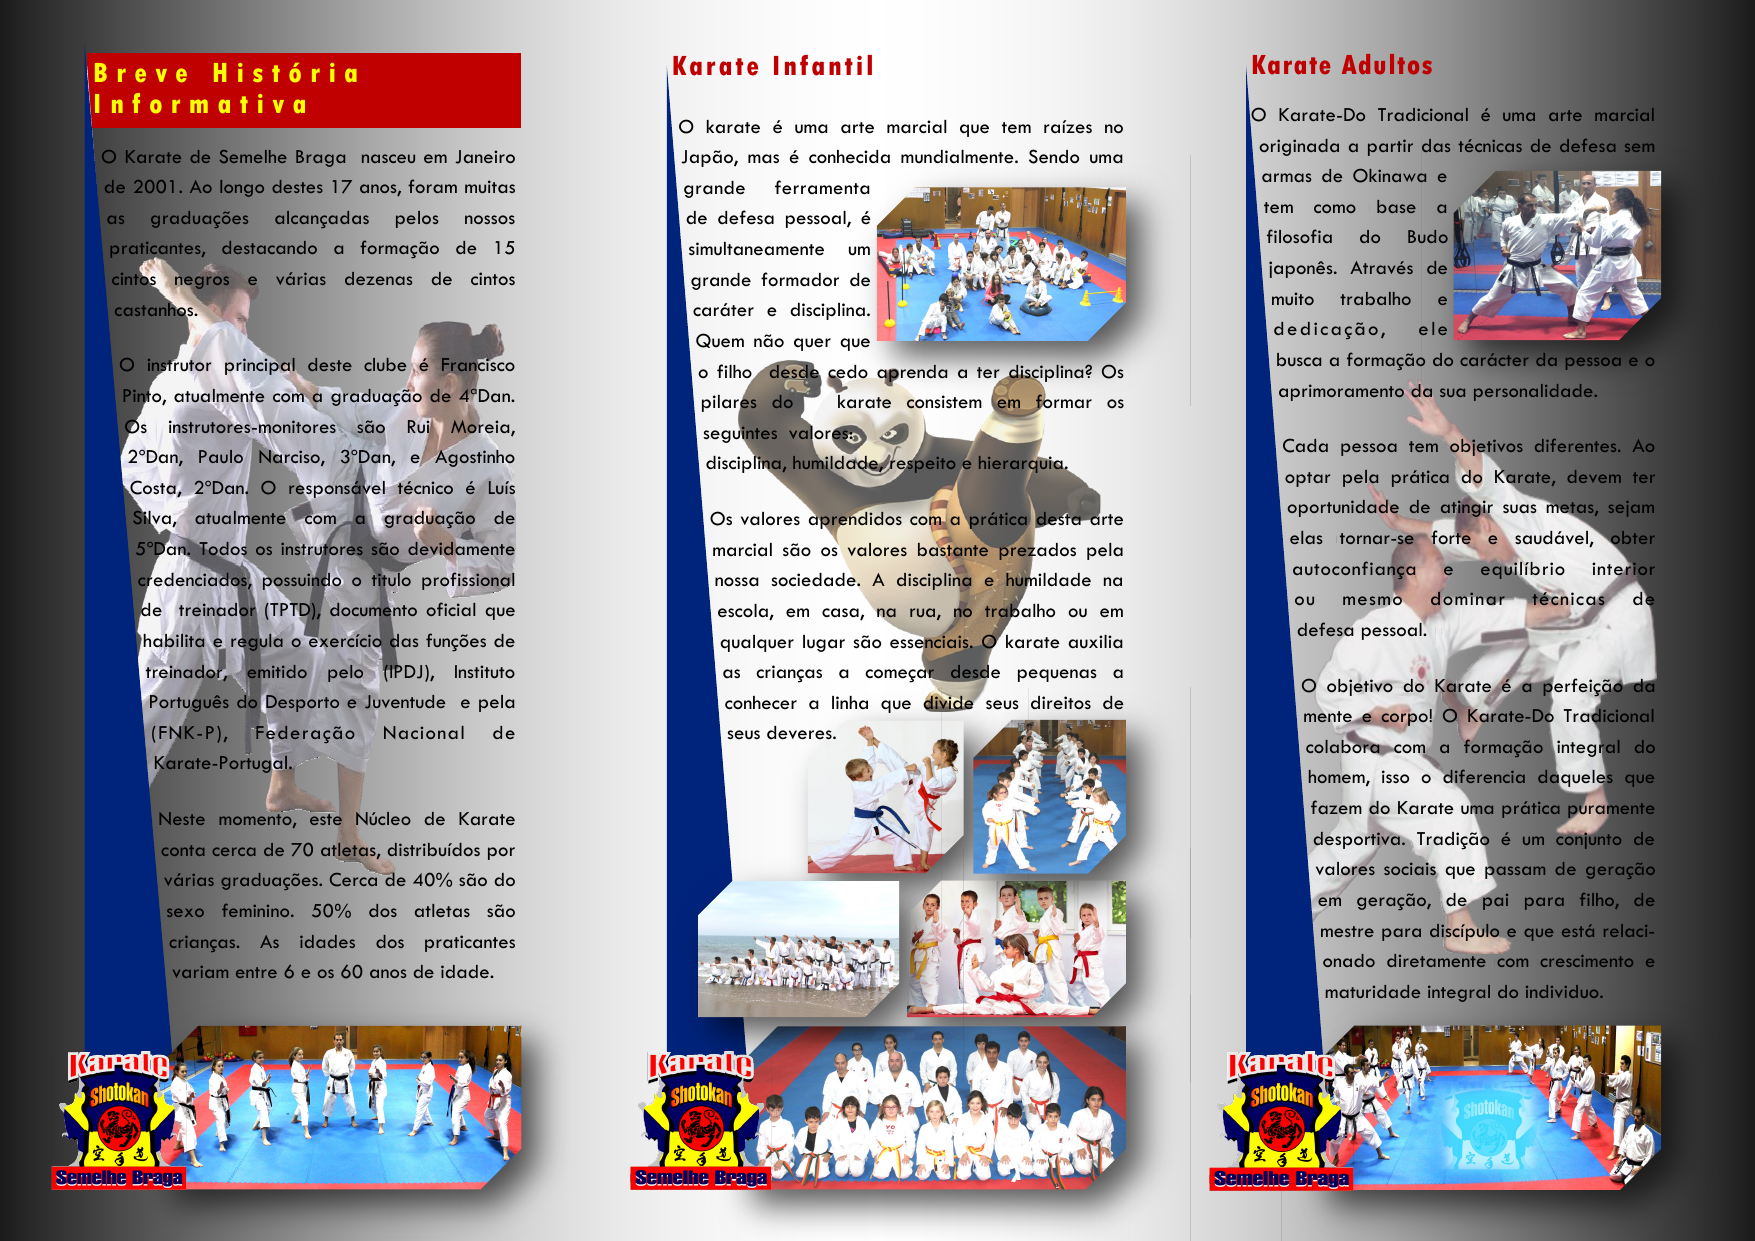 Breve História
Informativa
O Karate de Semelhe Braga nasceu em Janeiro
de 2001. Ao longo destes 17 anos, foram muitas
as graduações alcançadas pelos nossos
praticantes, destacando a formação de 15
cintos negros e várias dezenas de cintos
castanhos.
O instrutor principal deste clube é Francisco
Pinto, atualmente com a graduação de 4ºDan.
Os instrutores-monitores são Rui Moreia,
2ºDan, Paulo Narciso, 3ºDan, e Agostinho
Costa, 2ºDan. O responsável técnico é Luís
Silva, atualmente com a graduação de
5ºDan. Todos os instrutores são devidamente
credenciados, possuindo o titulo profissional
de treinador (TPTD), documento oficial que
habilita e regula o exercício das funções de
treinador, emitido pelo (IPDJ), Instituto
Português do Desporto e Juventude e pela
(FNK-P), Federação Nacional de
Karate-Portugal.
Neste momento, este Núcleo de Karate
conta cerca de 70 atletas, distribuídos por
várias graduações. Cerca de 40% são do
sexo feminino. 50% dos atletas são
crianças. As idades dos praticantes
variam entre 6 e os 60 anos de idade.
Karate
Shotokan
空手道
Semelhe Braga
Karate Infantil
O karate é uma arte marcial que tem raízes no
Japão, mas é conhecida mundialmente. Sendo uma
grande ferramenta
de defesa pessoal, é
simultaneamente um
grande formador de
caráter e disciplina.
Quem não quer que
o filho desde cedo aprenda a ter disciplina? Os
pilares do karate consistem em formar os
seguintes valores:
disciplina, humildade, respeito e hierarquia.
Os valores aprendidos com a prática desta arte
marcial são os valores bastante prezados pela
nossa sociedade. A disciplina e humildade na
escola, em casa, na rua, no trabalho ou em
qualquer lugar são essenciais. O karate auxilia
as crianças a começar desde pequenas a
conhecer a linha que divide seus direitos de
seus deveres.
Karate
Shotokan
空手道
Semelhe Braga
Karate Adultos
O Karate-Do Tradicional é uma arte marcial
originada a partir das técnicas de defesa sem
armas de Okinawa e
tem como base a
filosofia do Budo
japonês. Através de
muito trabalho e
dedicação, ele
busca a formação do carácter da pessoa e o
aprimoramento da sua personalidade.
Cada pessoa tem objetivos diferentes. Ao
optar pela prática do Karate, devem ter
oportunidade de atingir suas metas, sejam
elas tornar-se forte e saudável, obter
autoconfiança e equilíbrio interior
ou mesmo dominar técnicas de
defesa pessoal.
O objetivo do Karate é a perfeição da
mente e corpo! O Karate-Do Tradicional
colabora com a formação integral do
homem, isso o diferencia daqueles que
fazem do Karate uma prática puramente
desportiva. Tradição é um conjunto de
valores sociais que passam de geração
em geração, de pai para filho, de
mestre para discípulo e que está relaci-
onado diretamente com crescimento e
maturidade integral do individuo.
Karate
Shotokan
空手道
Semelhe Braga
Shotokan
空手道